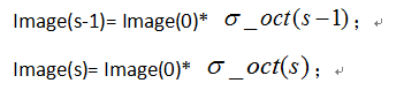 Image(s-1)= Image(0)* σ_oct(s−1)； ↵
Image(s)= Image(0)* σ_oct(s)； ↵